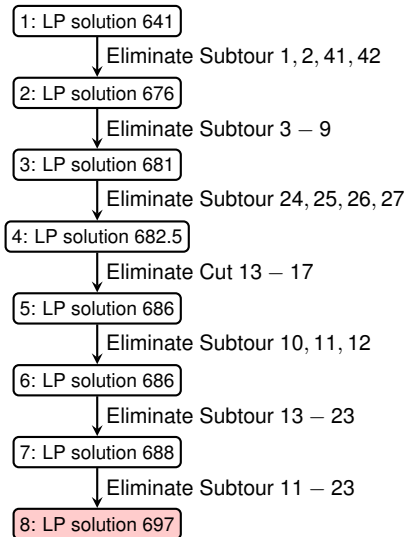 1: LP solution 641
Eliminate Subtour 1, 2, 41, 42
2: LP solution 676
Eliminate Subtour 3 − 9
3: LP solution 681
Eliminate Subtour 24, 25, 26, 27
4: LP solution 682.5
Eliminate Cut 13 − 17
5: LP solution 686
Eliminate Subtour 10, 11, 12
6: LP solution 686
Eliminate Subtour 13 − 23
7: LP solution 688
Eliminate Subtour 11 − 23
8: LP solution 697